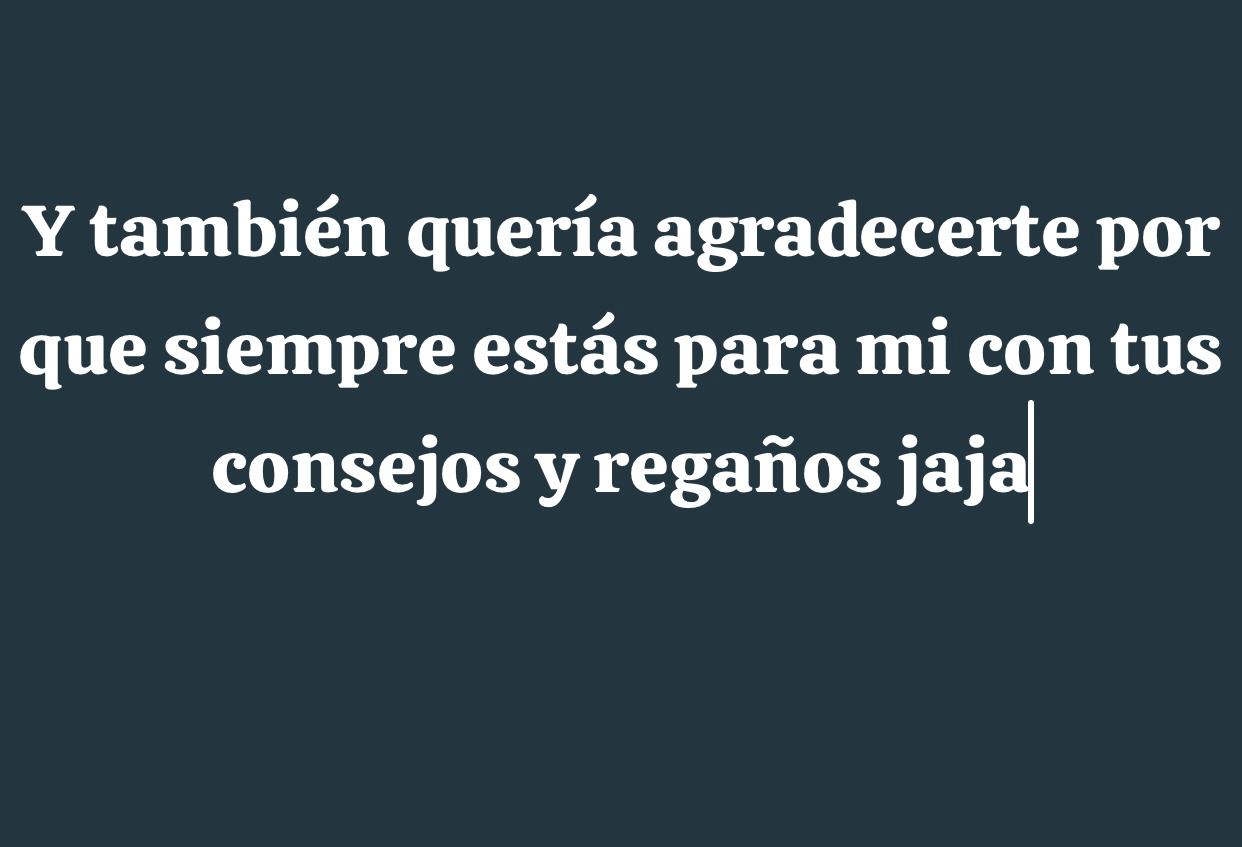 Y también quería agradecerte por
que siempre estás para mi con tus
consejos y regaños jaja